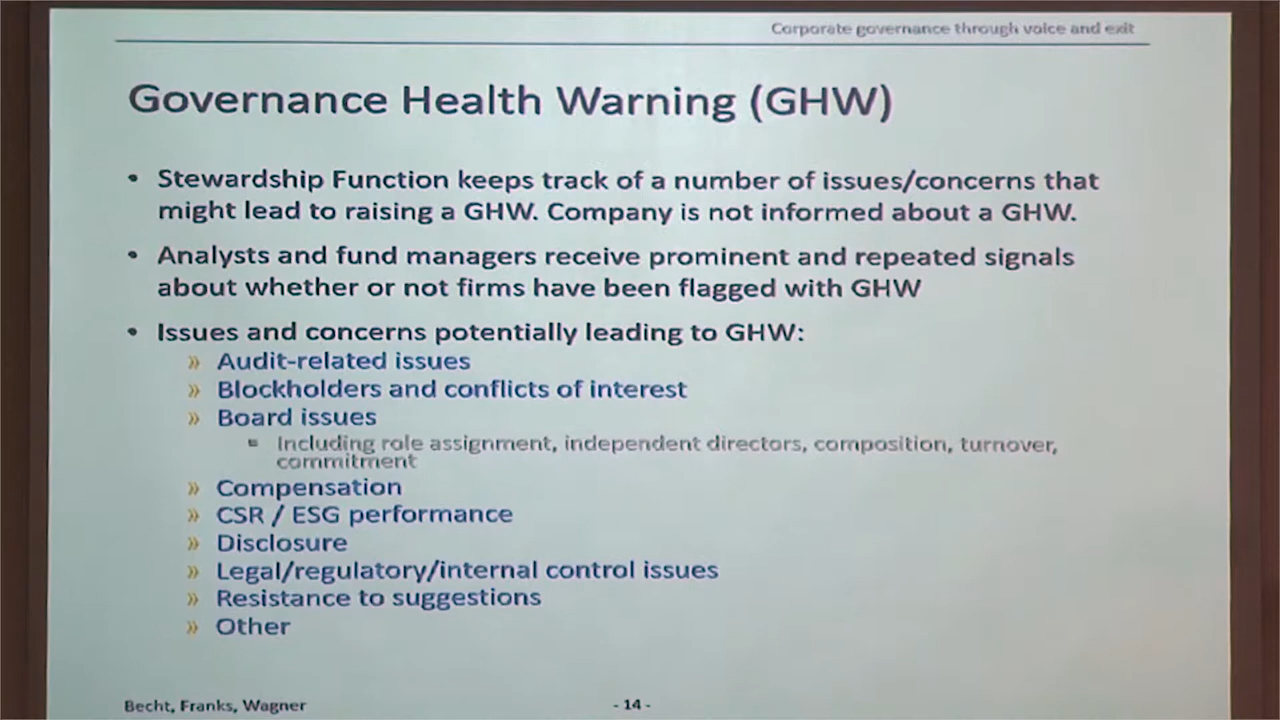 Corporate governance through voice and exit
Governance Health Warning (GHW)
• Stewardship Function keeps track of a number of issues/concerns that
might lead to raising a GHW. Company is not informed about a GHW.
• Analysts and fund managers receive prominent and repeated signals
about whether or not firms have been flagged with GHW
• Issues and concerns potentially leading to GHW:
» Audit-related issues
» Blockholders and conflicts of interest
» Board issues
▪ Including role assignment, independent directors, composition, turnover,
commitment
» Compensation
» CSR / ESG performance
» Disclosure
» Legal/regulatory/internal control issues
» Resistance to suggestions
» Other
Becht, Franks, Wagner
- 14 -